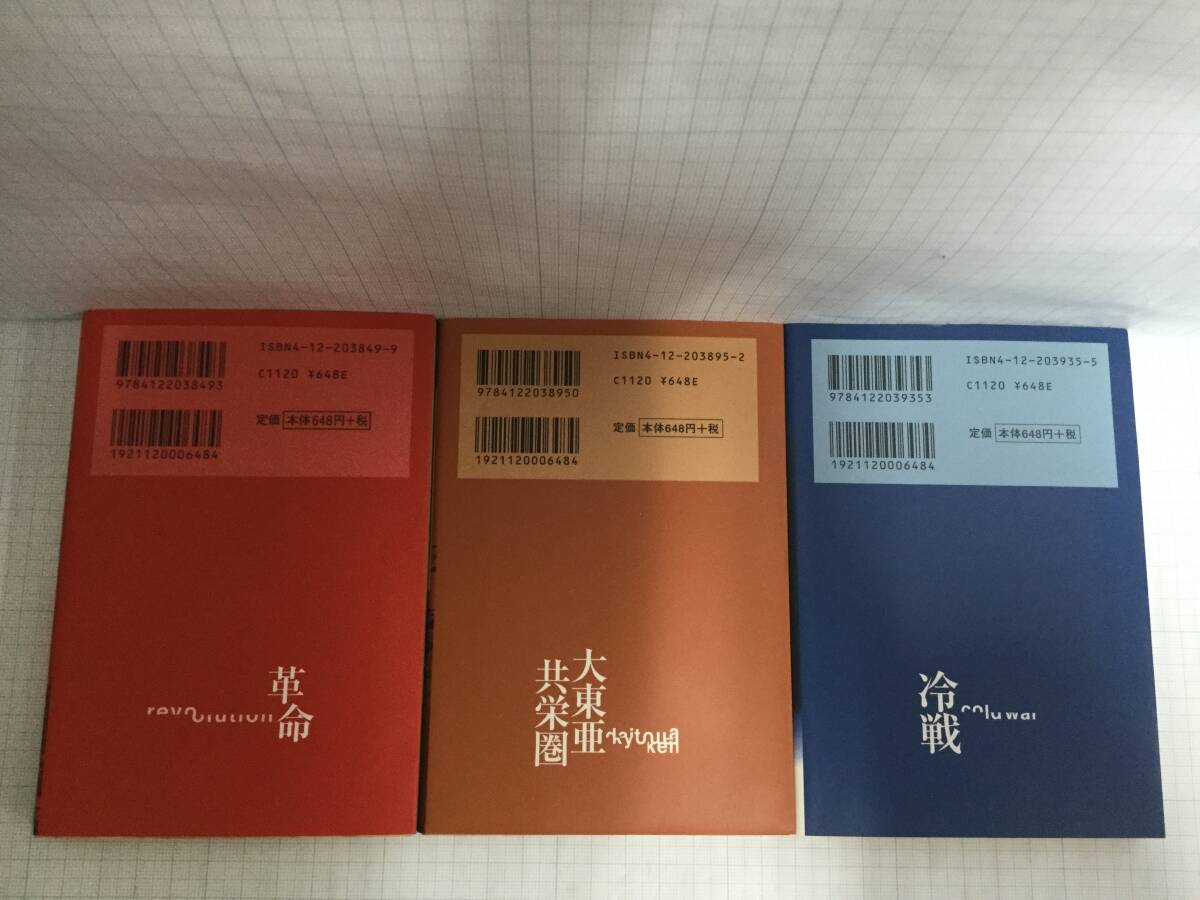 ISBN4-12-203849-9
9784122038493
C1120 ¥648E
定価 本体648円+税
1921120006484
革命
revolution
ISBN4-12-203895-2
9784122038950
C1120 ¥648E
定価 本体648円+税
1921120006484
大東亜
共栄圏
ISBN4-12-203935-5
9784122039353
C1120 ¥648E
定価 本体648円+税
1921120006484
冷戦
cold war